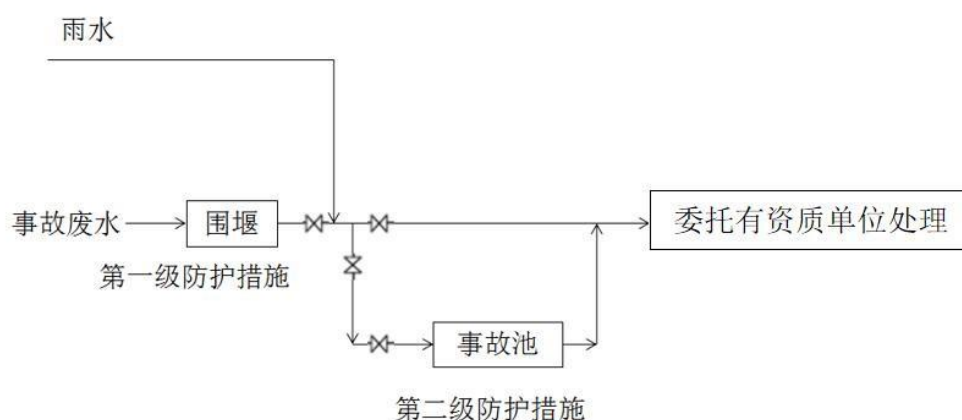 雨水
事故废水
围堰
委托有资质单位处理
第一级防护措施
事故池
第二级防护措施